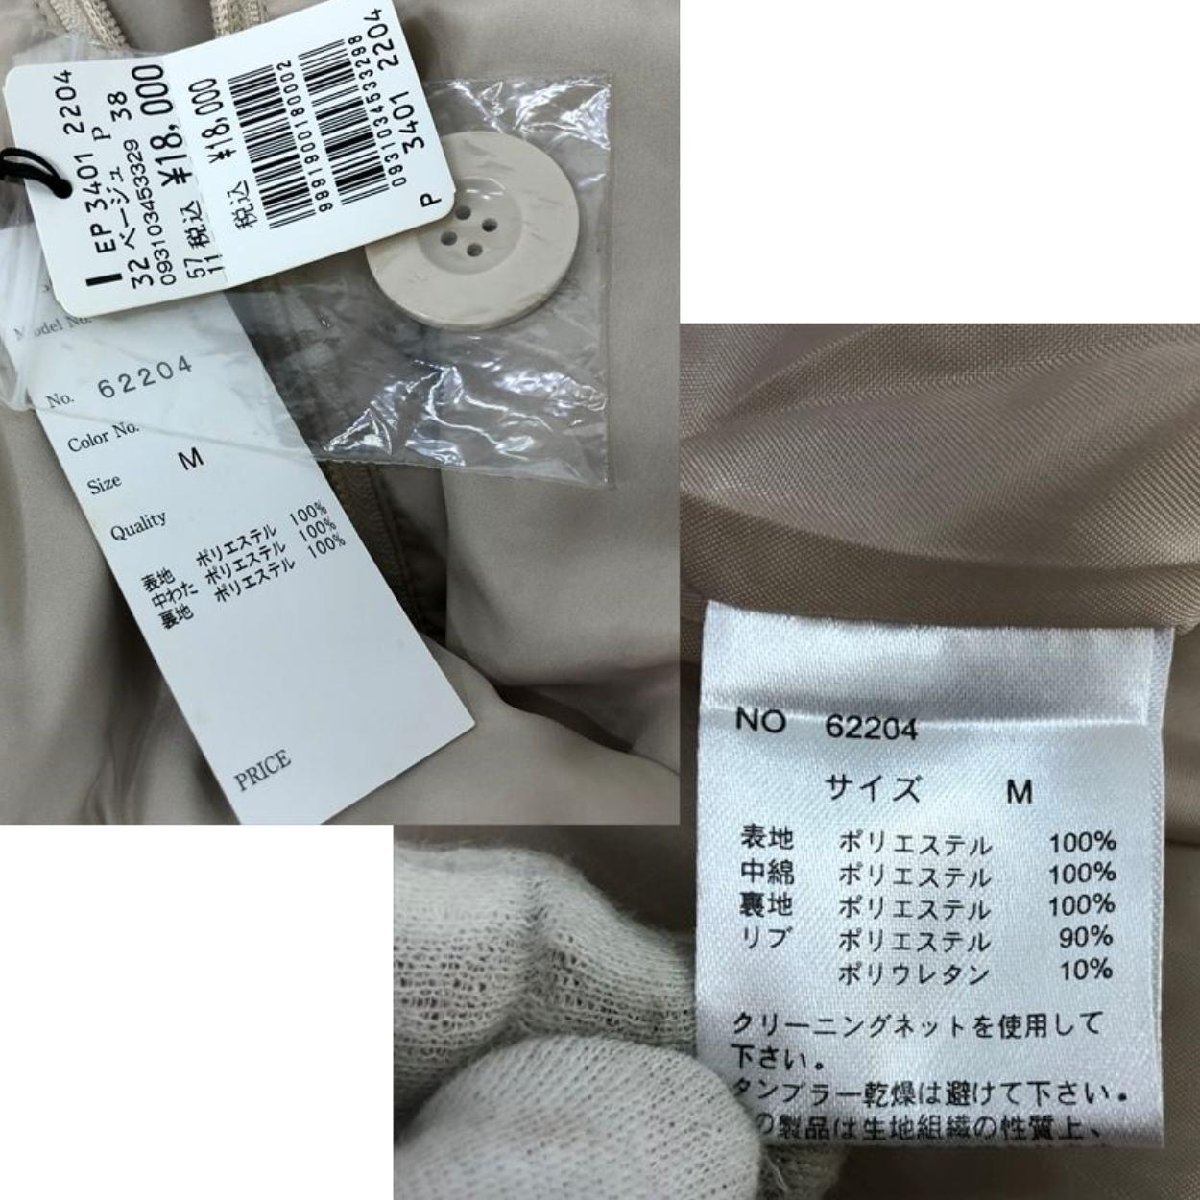 I EP 3401 2204
32 ベージュ P 38
093103453329
57 税込 ¥18,000
11
税込 ¥18,000
9991800180002
0931034533298
P 3401 2204
Model No.
No. 62204
Color No.
Size M
Quality
表地 ポリエステル 100%
中わた ポリエステル 100%
裏地 ポリエステル 100%
PRICE
NO 62204
サイズ M
表地 ポリエステル 100%
中綿 ポリエステル 100%
裏地 ポリエステル 100%
リブ ポリエステル 90%
ポリウレタン 10%
クリーニングネットを使用して
下さい。
タンブラー乾燥は避けて下さい。
の製品は生地組織の性質上、